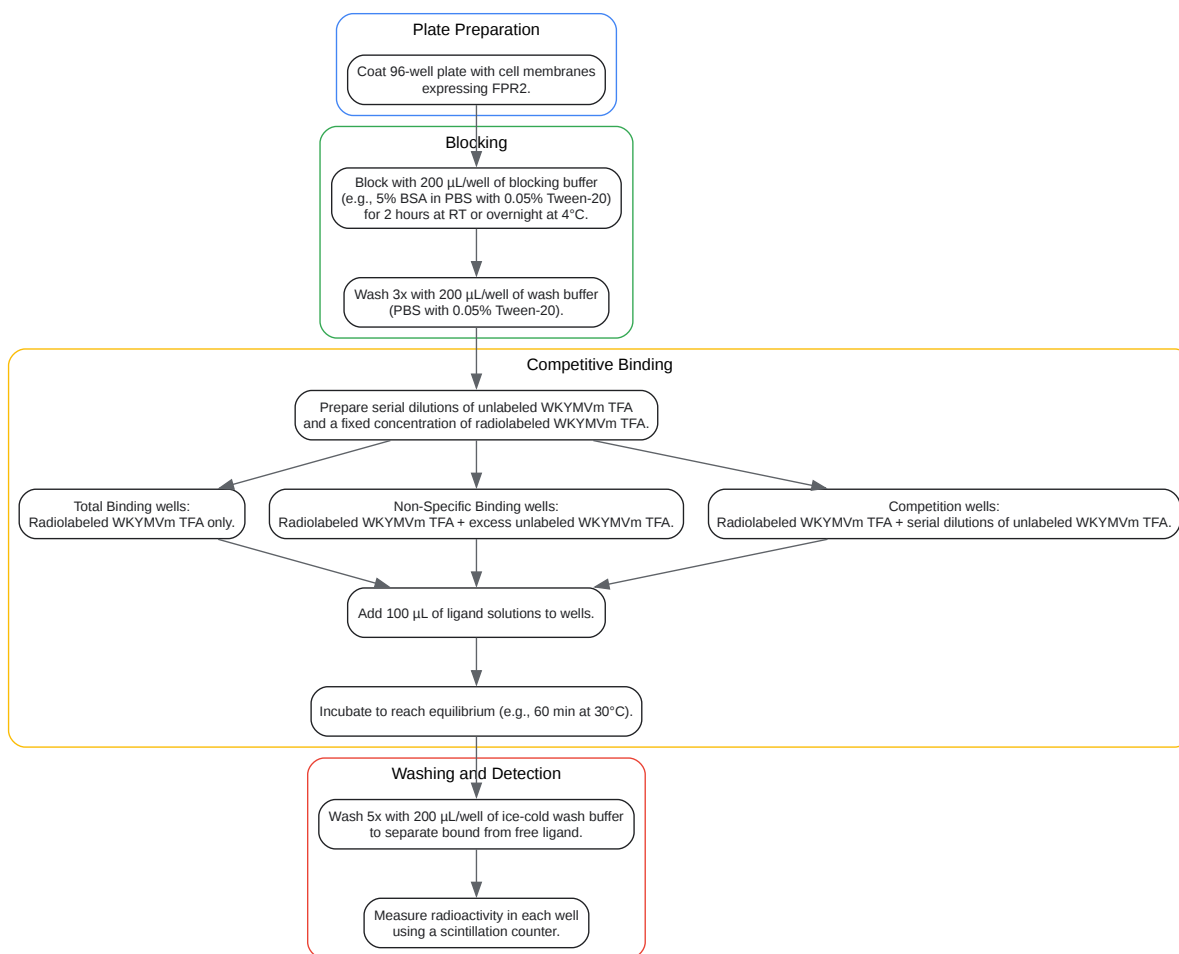 Plate Preparation
Coat 96-well plate with cell membranes
expressing FPR2.
Blocking
Block with 200 µL/well of blocking buffer
(e.g., 5% BSA in PBS with 0.05% Tween-20)
for 2 hours at RT or overnight at 4°C.
Wash 3x with 200 µL/well of wash buffer
(PBS with 0.05% Tween-20).
Competitive Binding
Prepare serial dilutions of unlabeled WKYMVm TFA
and a fixed concentration of radiolabeled WKYMVm TFA.
Total Binding wells:
Radiolabeled WKYMVm TFA only.
Non-Specific Binding wells:
Radiolabeled WKYMVm TFA + excess unlabeled WKYMVm TFA.
Competition wells:
Radiolabeled WKYMVm TFA + serial dilutions of unlabeled WKYMVm TFA.
Add 100 µL of ligand solutions to wells.
Incubate to reach equilibrium (e.g., 60 min at 30°C).
Washing and Detection
Wash 5x with 200 µL/well of ice-cold wash buffer
to separate bound from free ligand.
Measure radioactivity in each well
using a scintillation counter.